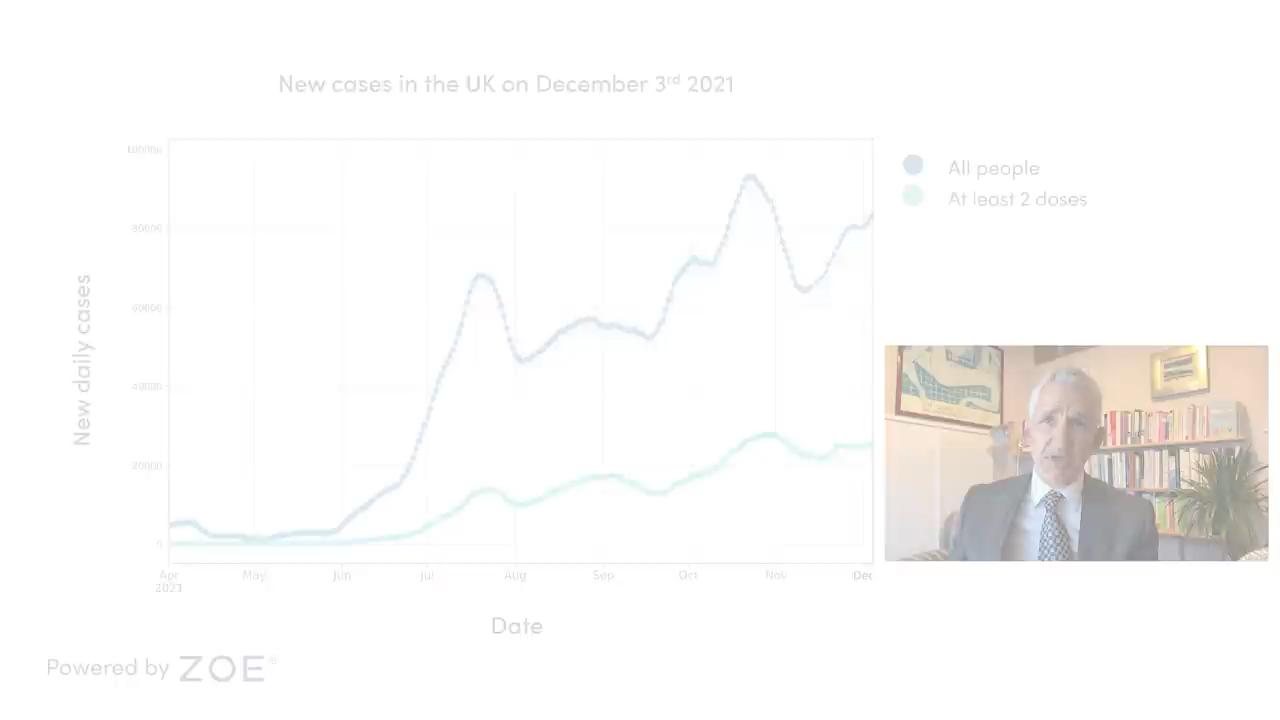 New cases in the UK on December 3rd 2021
100000
80000
60000
40000
20000
0
New daily cases
Apr
2021
May
Jun
Jul
Aug
Sep
Oct
Nov
Dec
Date
All people
At least 2 doses
Powered by ZOE®